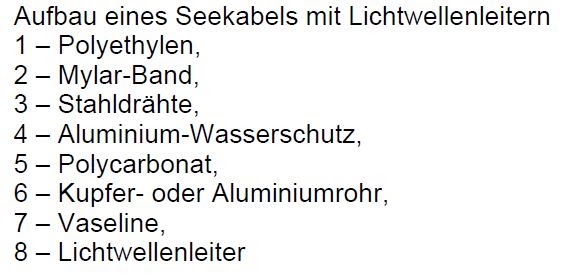 Aufbau eines Seekabels mit Lichtwellenleitern
1 – Polyethylen,
2 – Mylar-Band,
3 – Stahldrähte,
4 – Aluminium-Wasserschutz,
5 – Polycarbonat,
6 – Kupfer- oder Aluminiumrohr,
7 – Vaseline,
8 – Lichtwellenleiter